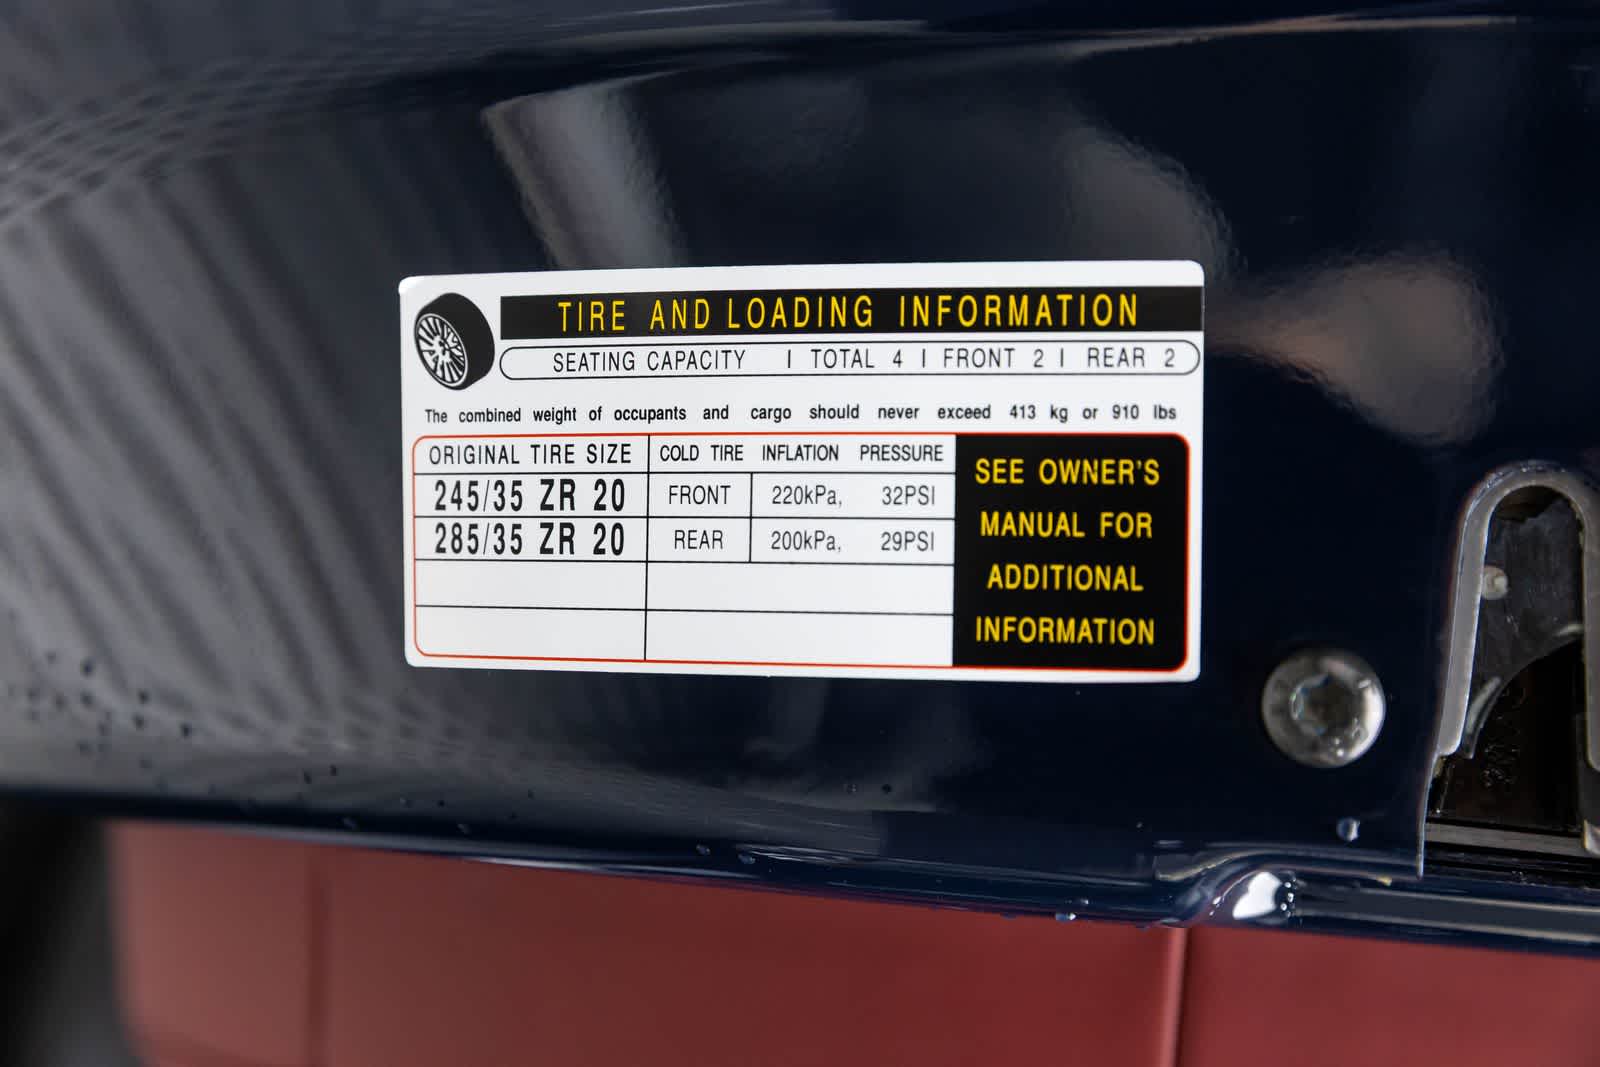 TIRE AND LOADING INFORMATION
SEATING CAPACITY | TOTAL 4 | FRONT 2 | REAR 2
The combined weight of occupants and cargo should never exceed 413 kg or 910 lbs
ORIGINAL TIRE SIZE COLD TIRE INFLATION PRESSURE
245/35 ZR 20 FRONT 220kPa, 32PSI
285/35 ZR 20 REAR 200kPa, 29PSI
SEE OWNER'S
MANUAL FOR
ADDITIONAL
INFORMATION